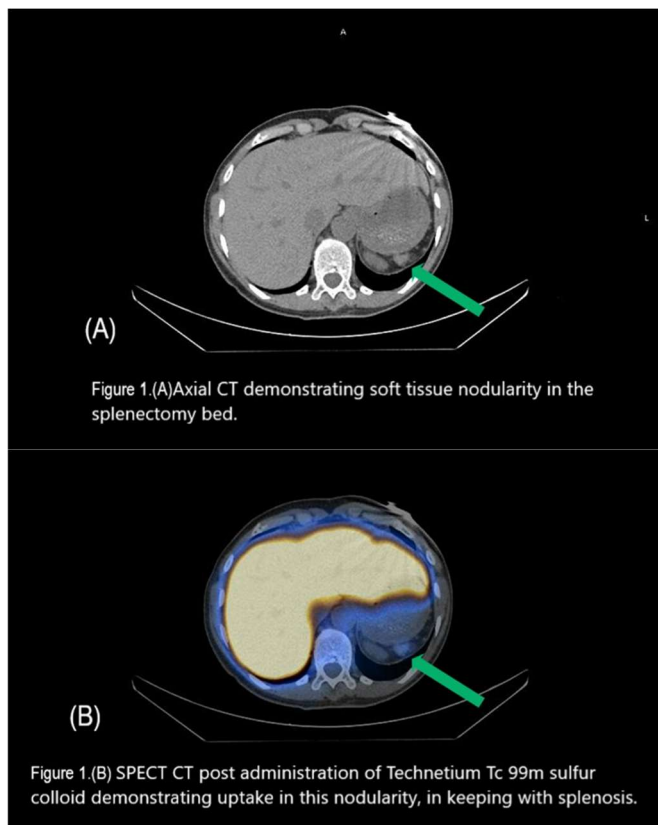 A
L
(A)
Figure 1.(A)Axial CT demonstrating soft tissue nodularity in the
splenectomy bed.
(B)
Figure 1.(B) SPECT CT post administration of Technetium Tc 99m sulfur
colloid demonstrating uptake in this nodularity, in keeping with splenosis.